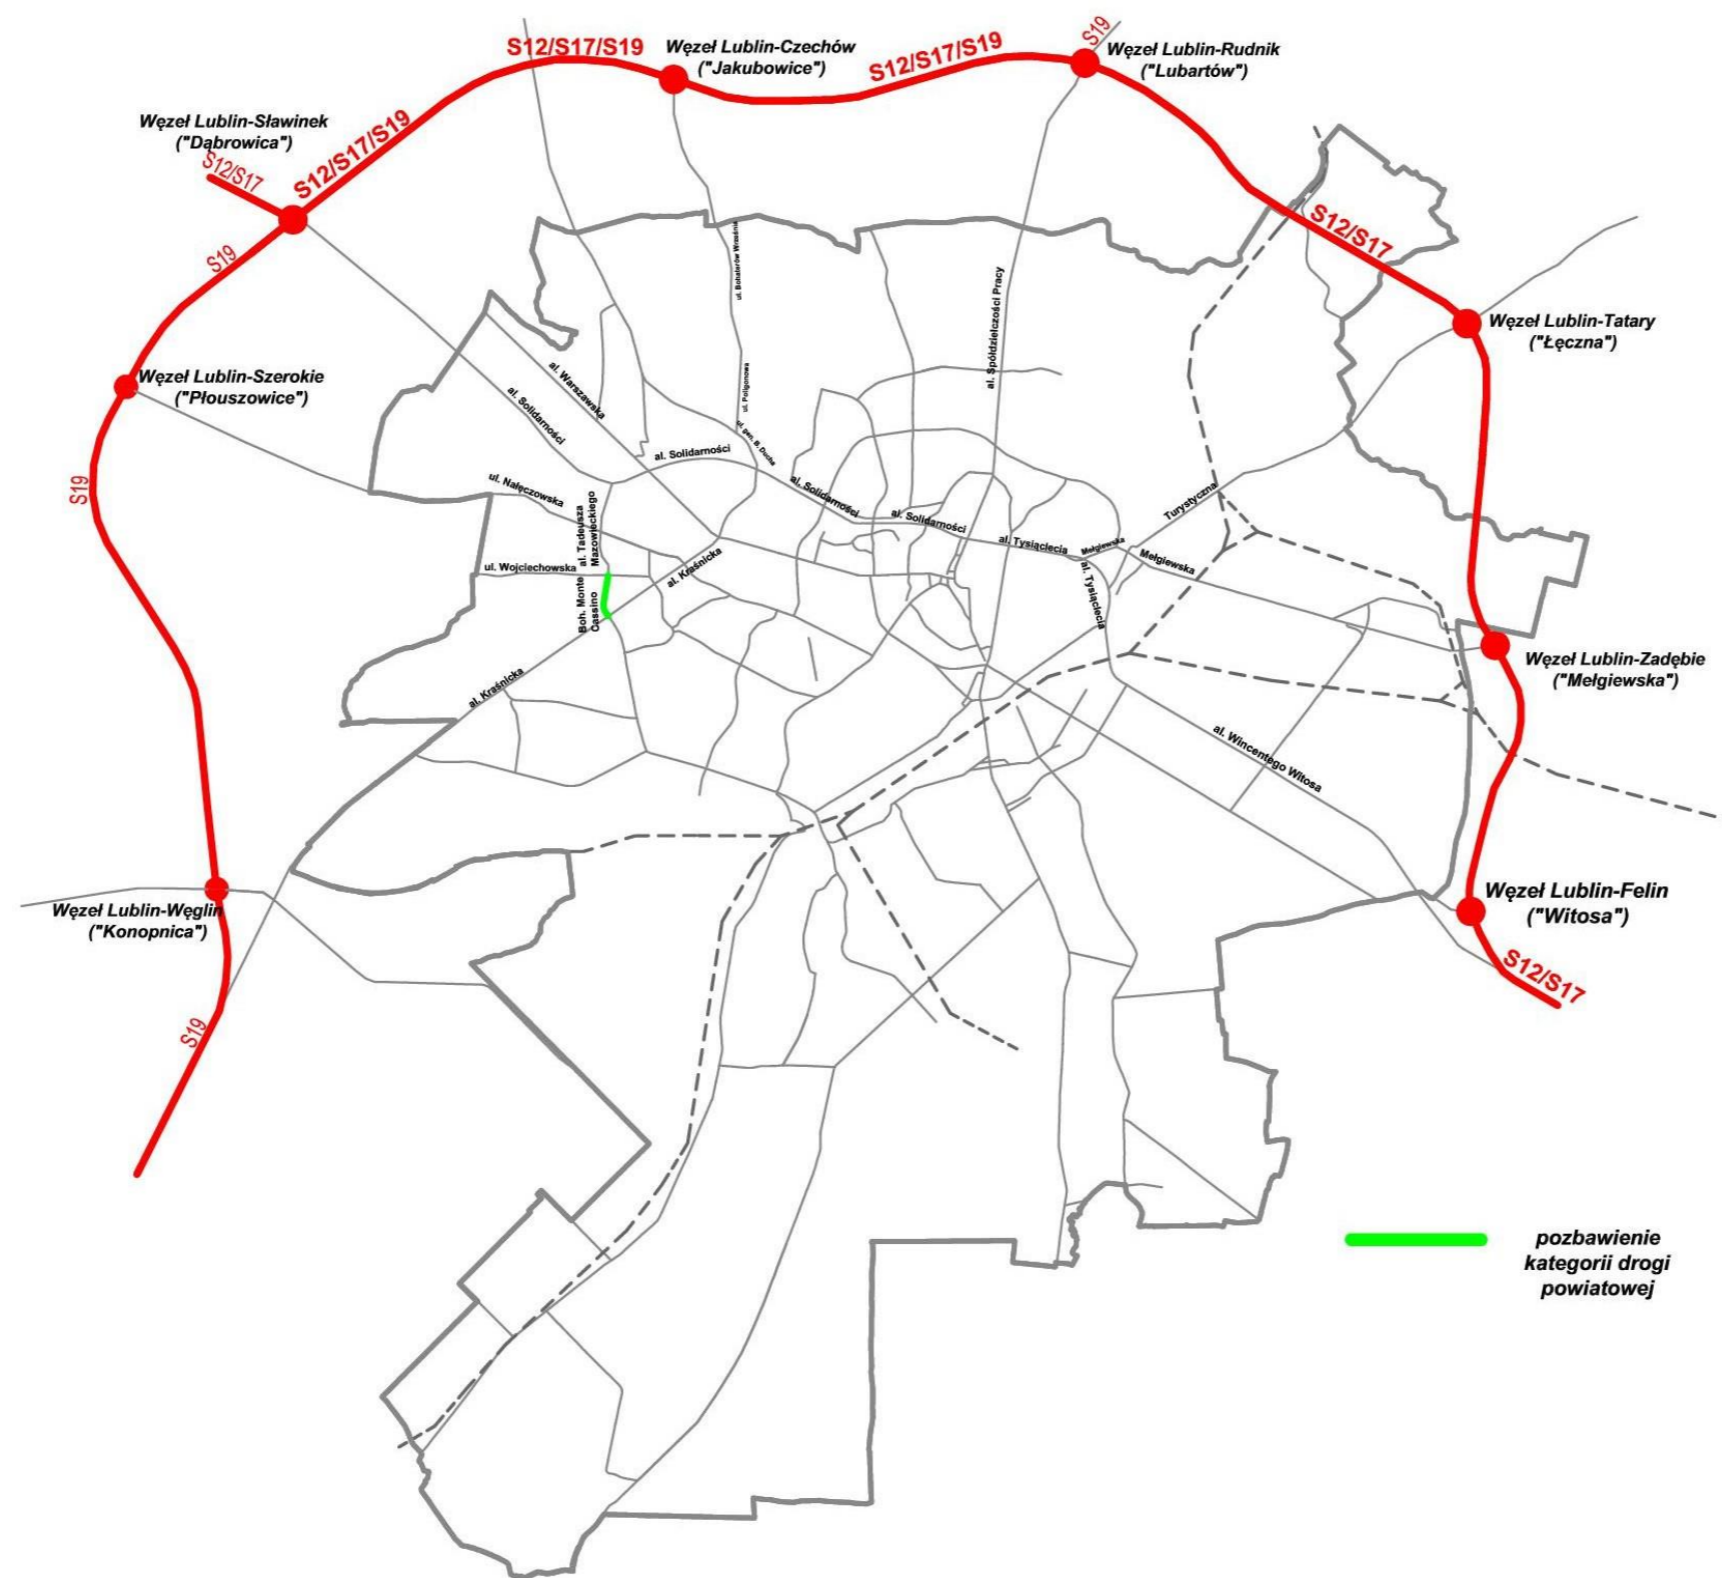 S19
S12/S17/S19
Węzeł Lublin-Czechów
("Jakubowice")
S12/S17/S19
Węzeł Lublin-Rudnik
("Lubartów")
Węzeł Lublin-Sławinek
("Dąbrowica")
S12/S17
S12/S17/S19
S12/S17
S19
ul. Bohaterów Września
al. Spółdzielczości Pracy
Węzeł Lublin-Tatary
("Łęczna")
Węzeł Lublin-Szerokie
("Płouszowice")
al. Warszawska
al. Solidarności
ul. Poligonowa
ul. gen. B. Ducha
al. Solidarności
S19
ul. Nałęczowska
al. Solidarności
al. Solidarności
Turystyczna
al. Tadeusza
Mazowieckiego
al. Tysiąclecia
Mełgiewska
Mełgiewska
ul. Wojciechowska
al. Kraśnicka
al. Tysiąclecia
Boh. Monte
Cassino
al. Kraśnicka
Węzeł Lublin-Zadębie
("Mełgiewska")
al. Wincentego Witosa
Węzeł Lublin-Felin
("Witosa")
Węzeł Lublin-Węglin
("Konopnica")
S12/S17
S19
pozbawienie
kategorii drogi
powiatowej